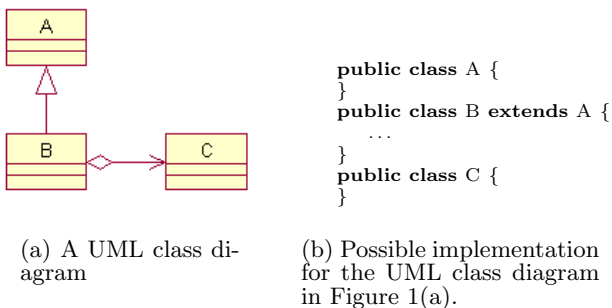 A
B
C
(a) A UML class di-
agram
public class A {
}
public class B extends A {
...
}
public class C {
}
(b) Possible implementation
for the UML class diagram
in Figure 1(a).